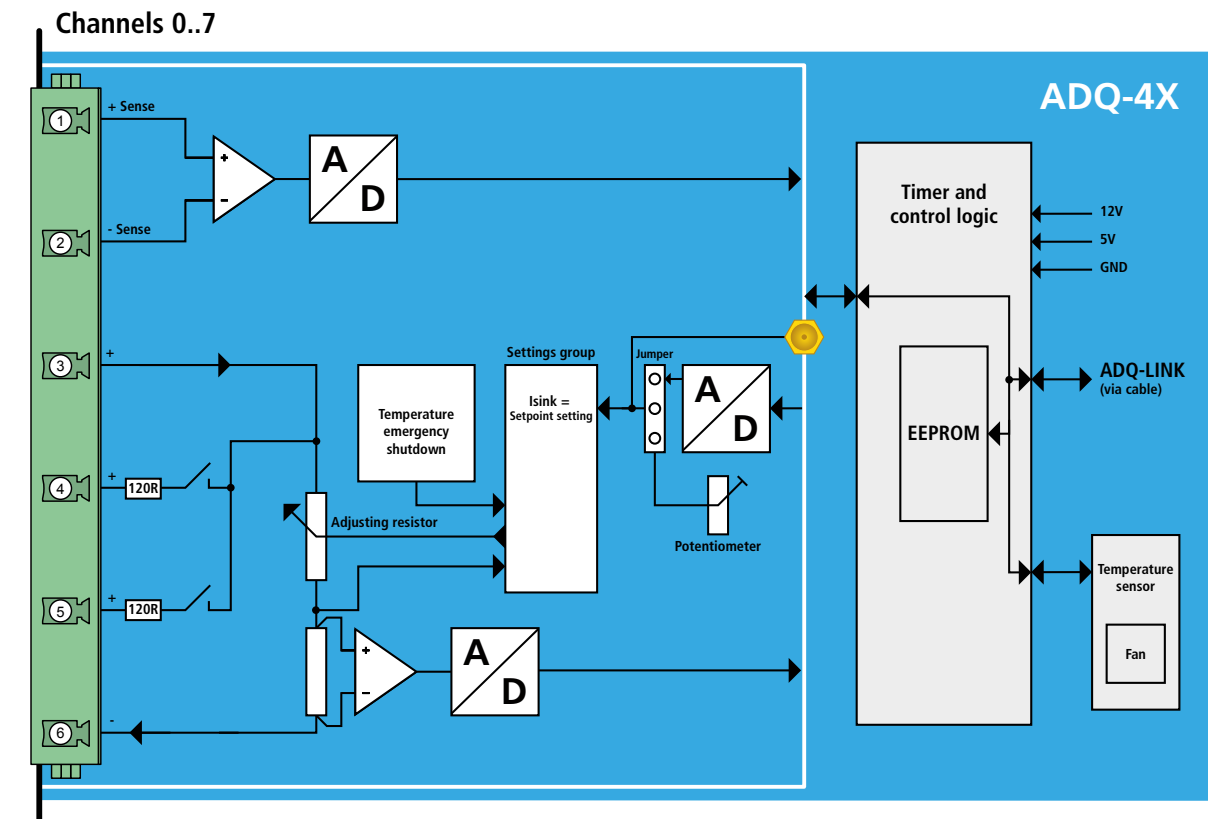 Channels 0..7
ADQ-4X
1
+ Sense
+
-
A
D
2
- Sense
Timer and
control logic
12V
5V
GND
3
+
Settings group
Jumper
Isink =
Setpoint setting
A
D
Temperature
emergency
shutdown
ADQ-LINK
(via cable)
EEPROM
4
+
120R
Adjusting resistor
Potentiometer
5
+
120R
Temperature
sensor
Fan
+
-
A
D
6
-